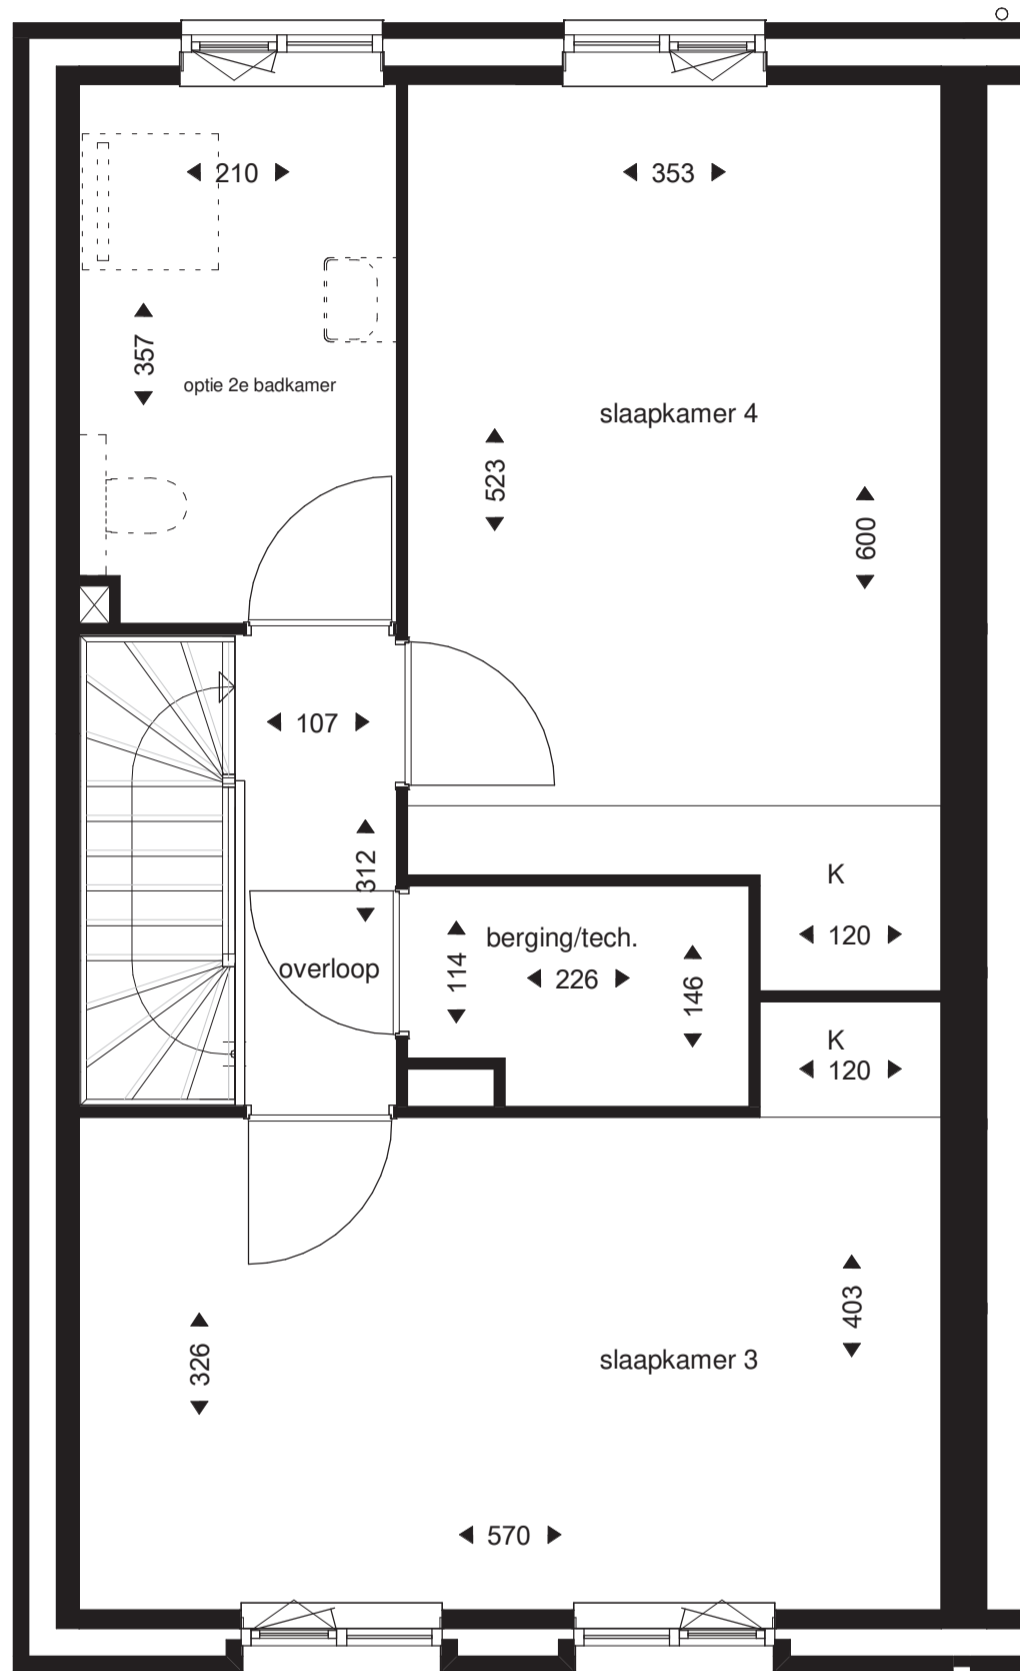 210
353
357
optie 2e badkamer
slaapkamer 4
523
600
107
312
K
120
berging/tech.
114
226
146
overloop
K
120
403
326
slaapkamer 3
570